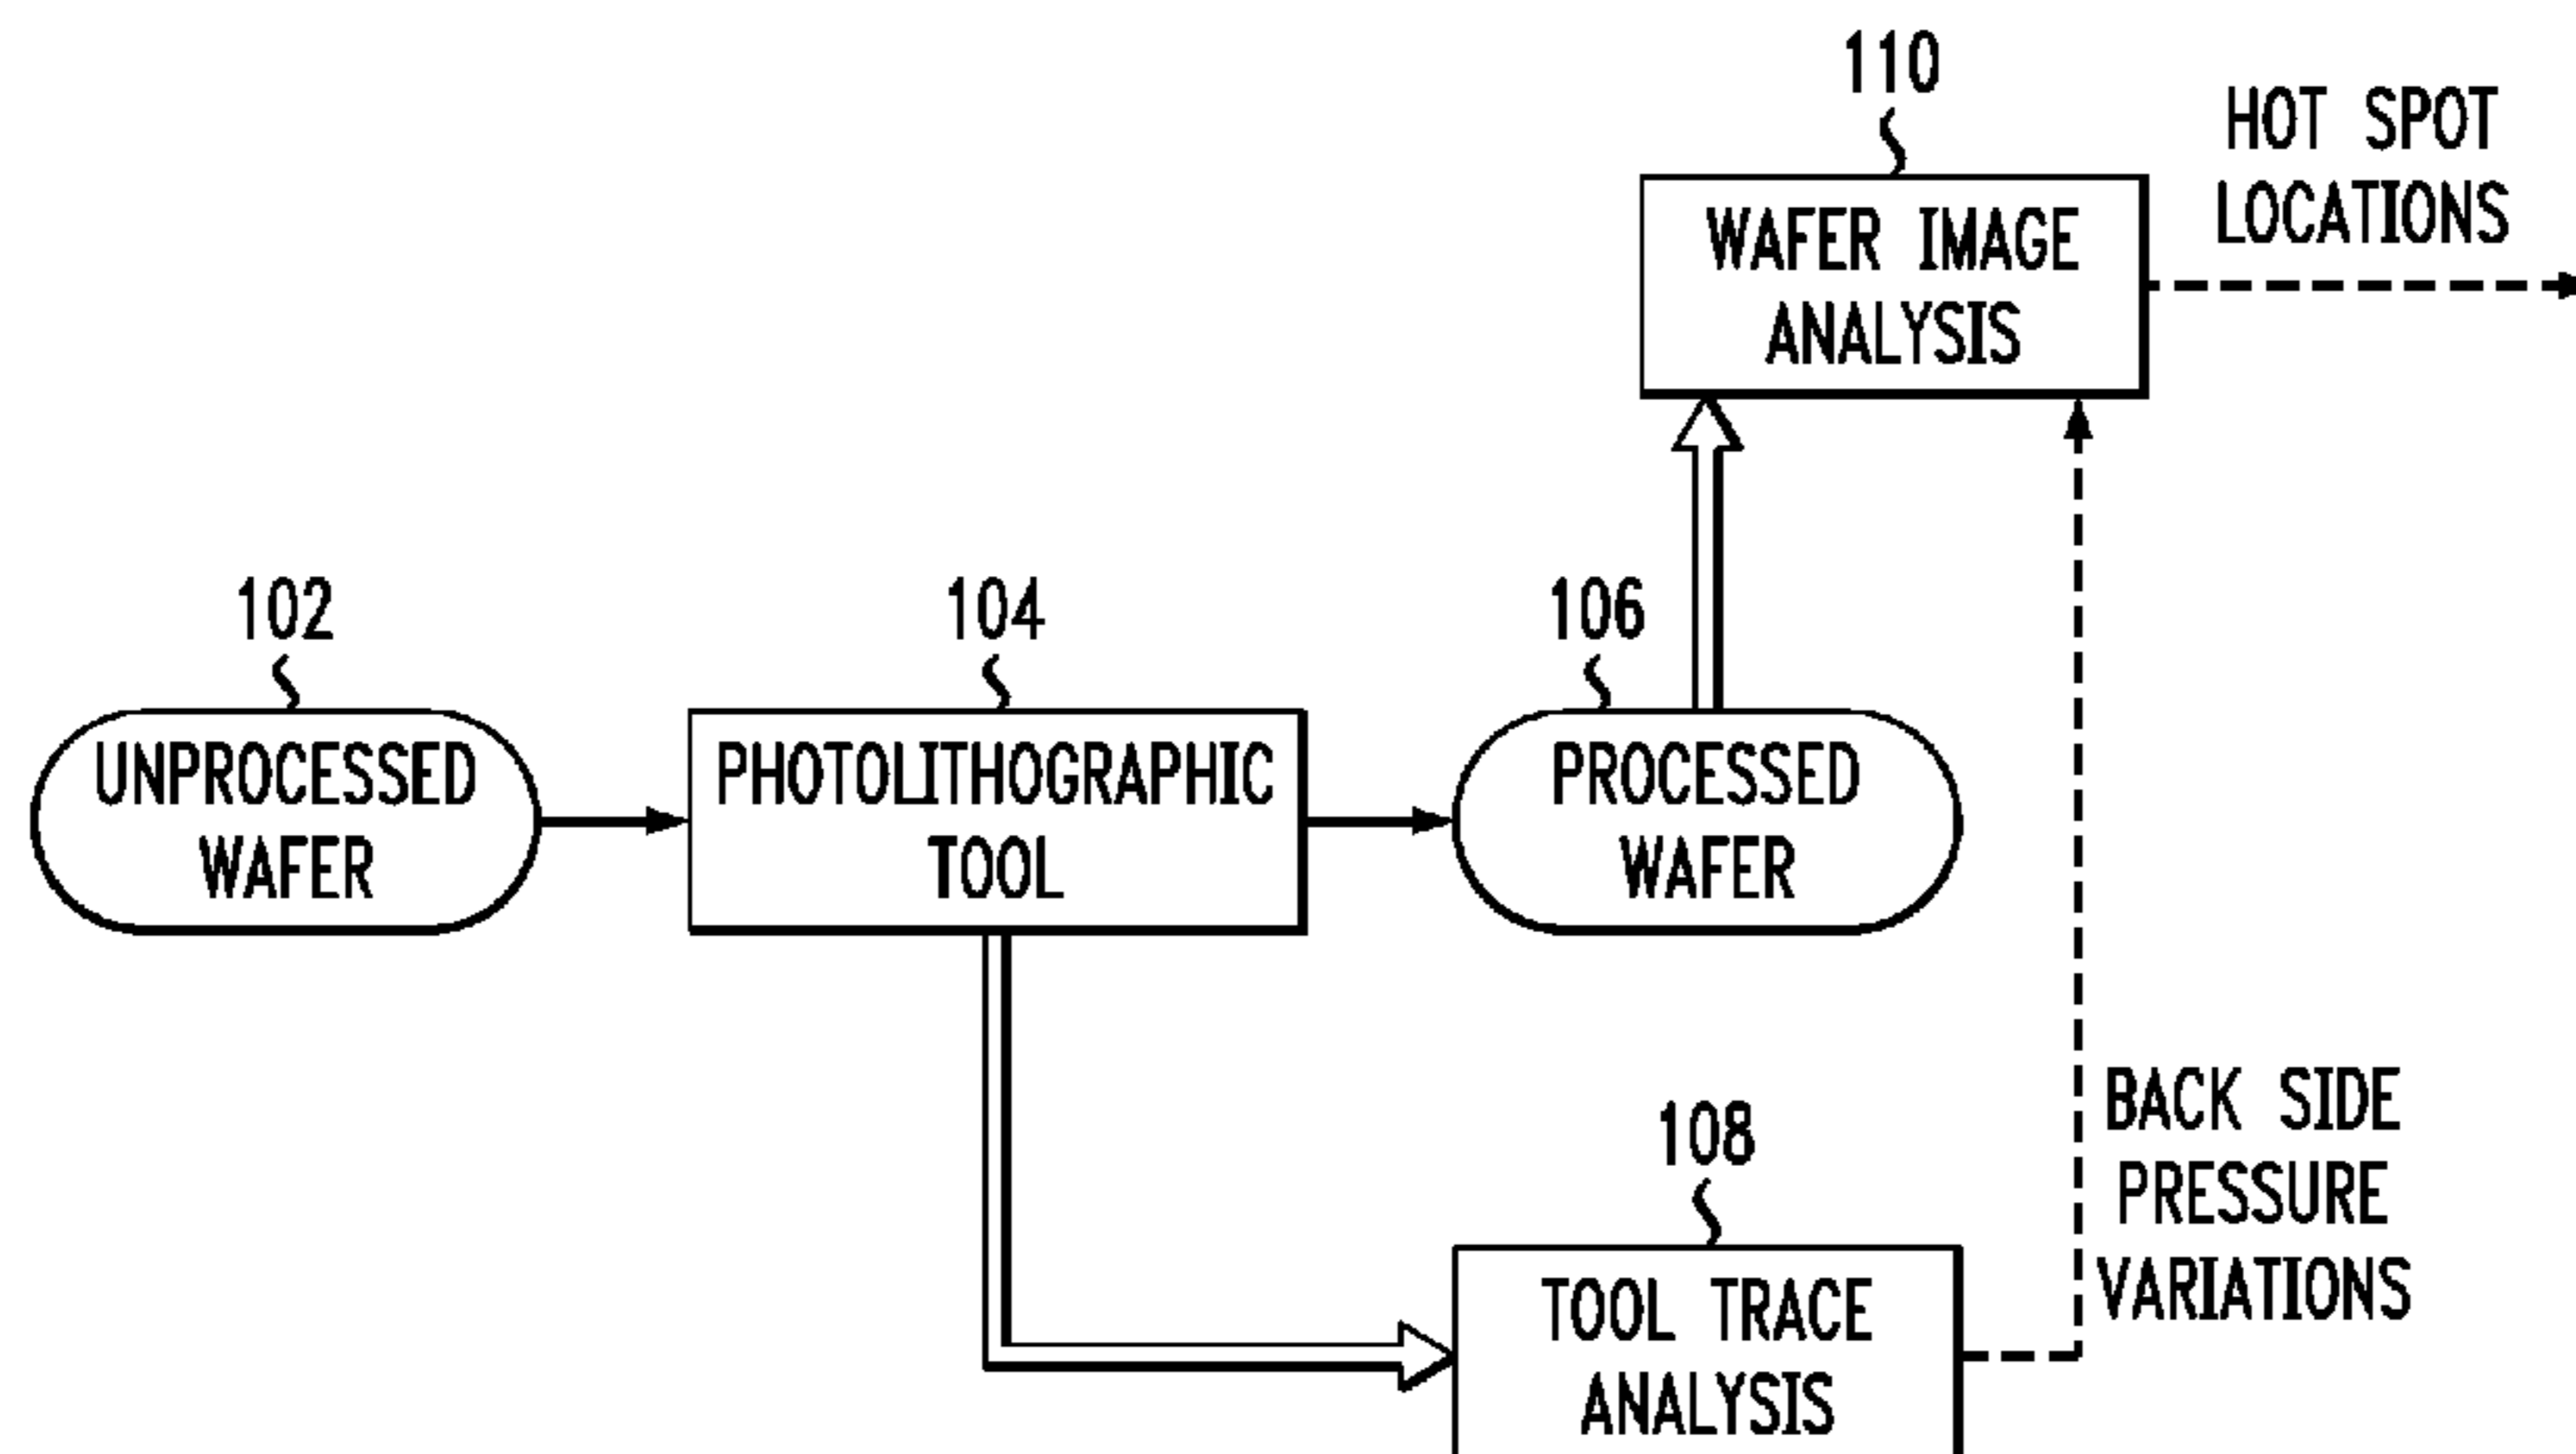 110
HOT SPOT
LOCATIONS
WAFER IMAGE
ANALYSIS
102
104
106
UNPROCESSED
WAFER
PHOTOLITHOGRAPHIC
TOOL
PROCESSED
WAFER
108
BACK SIDE
PRESSURE
VARIATIONS
TOOL TRACE
ANALYSIS